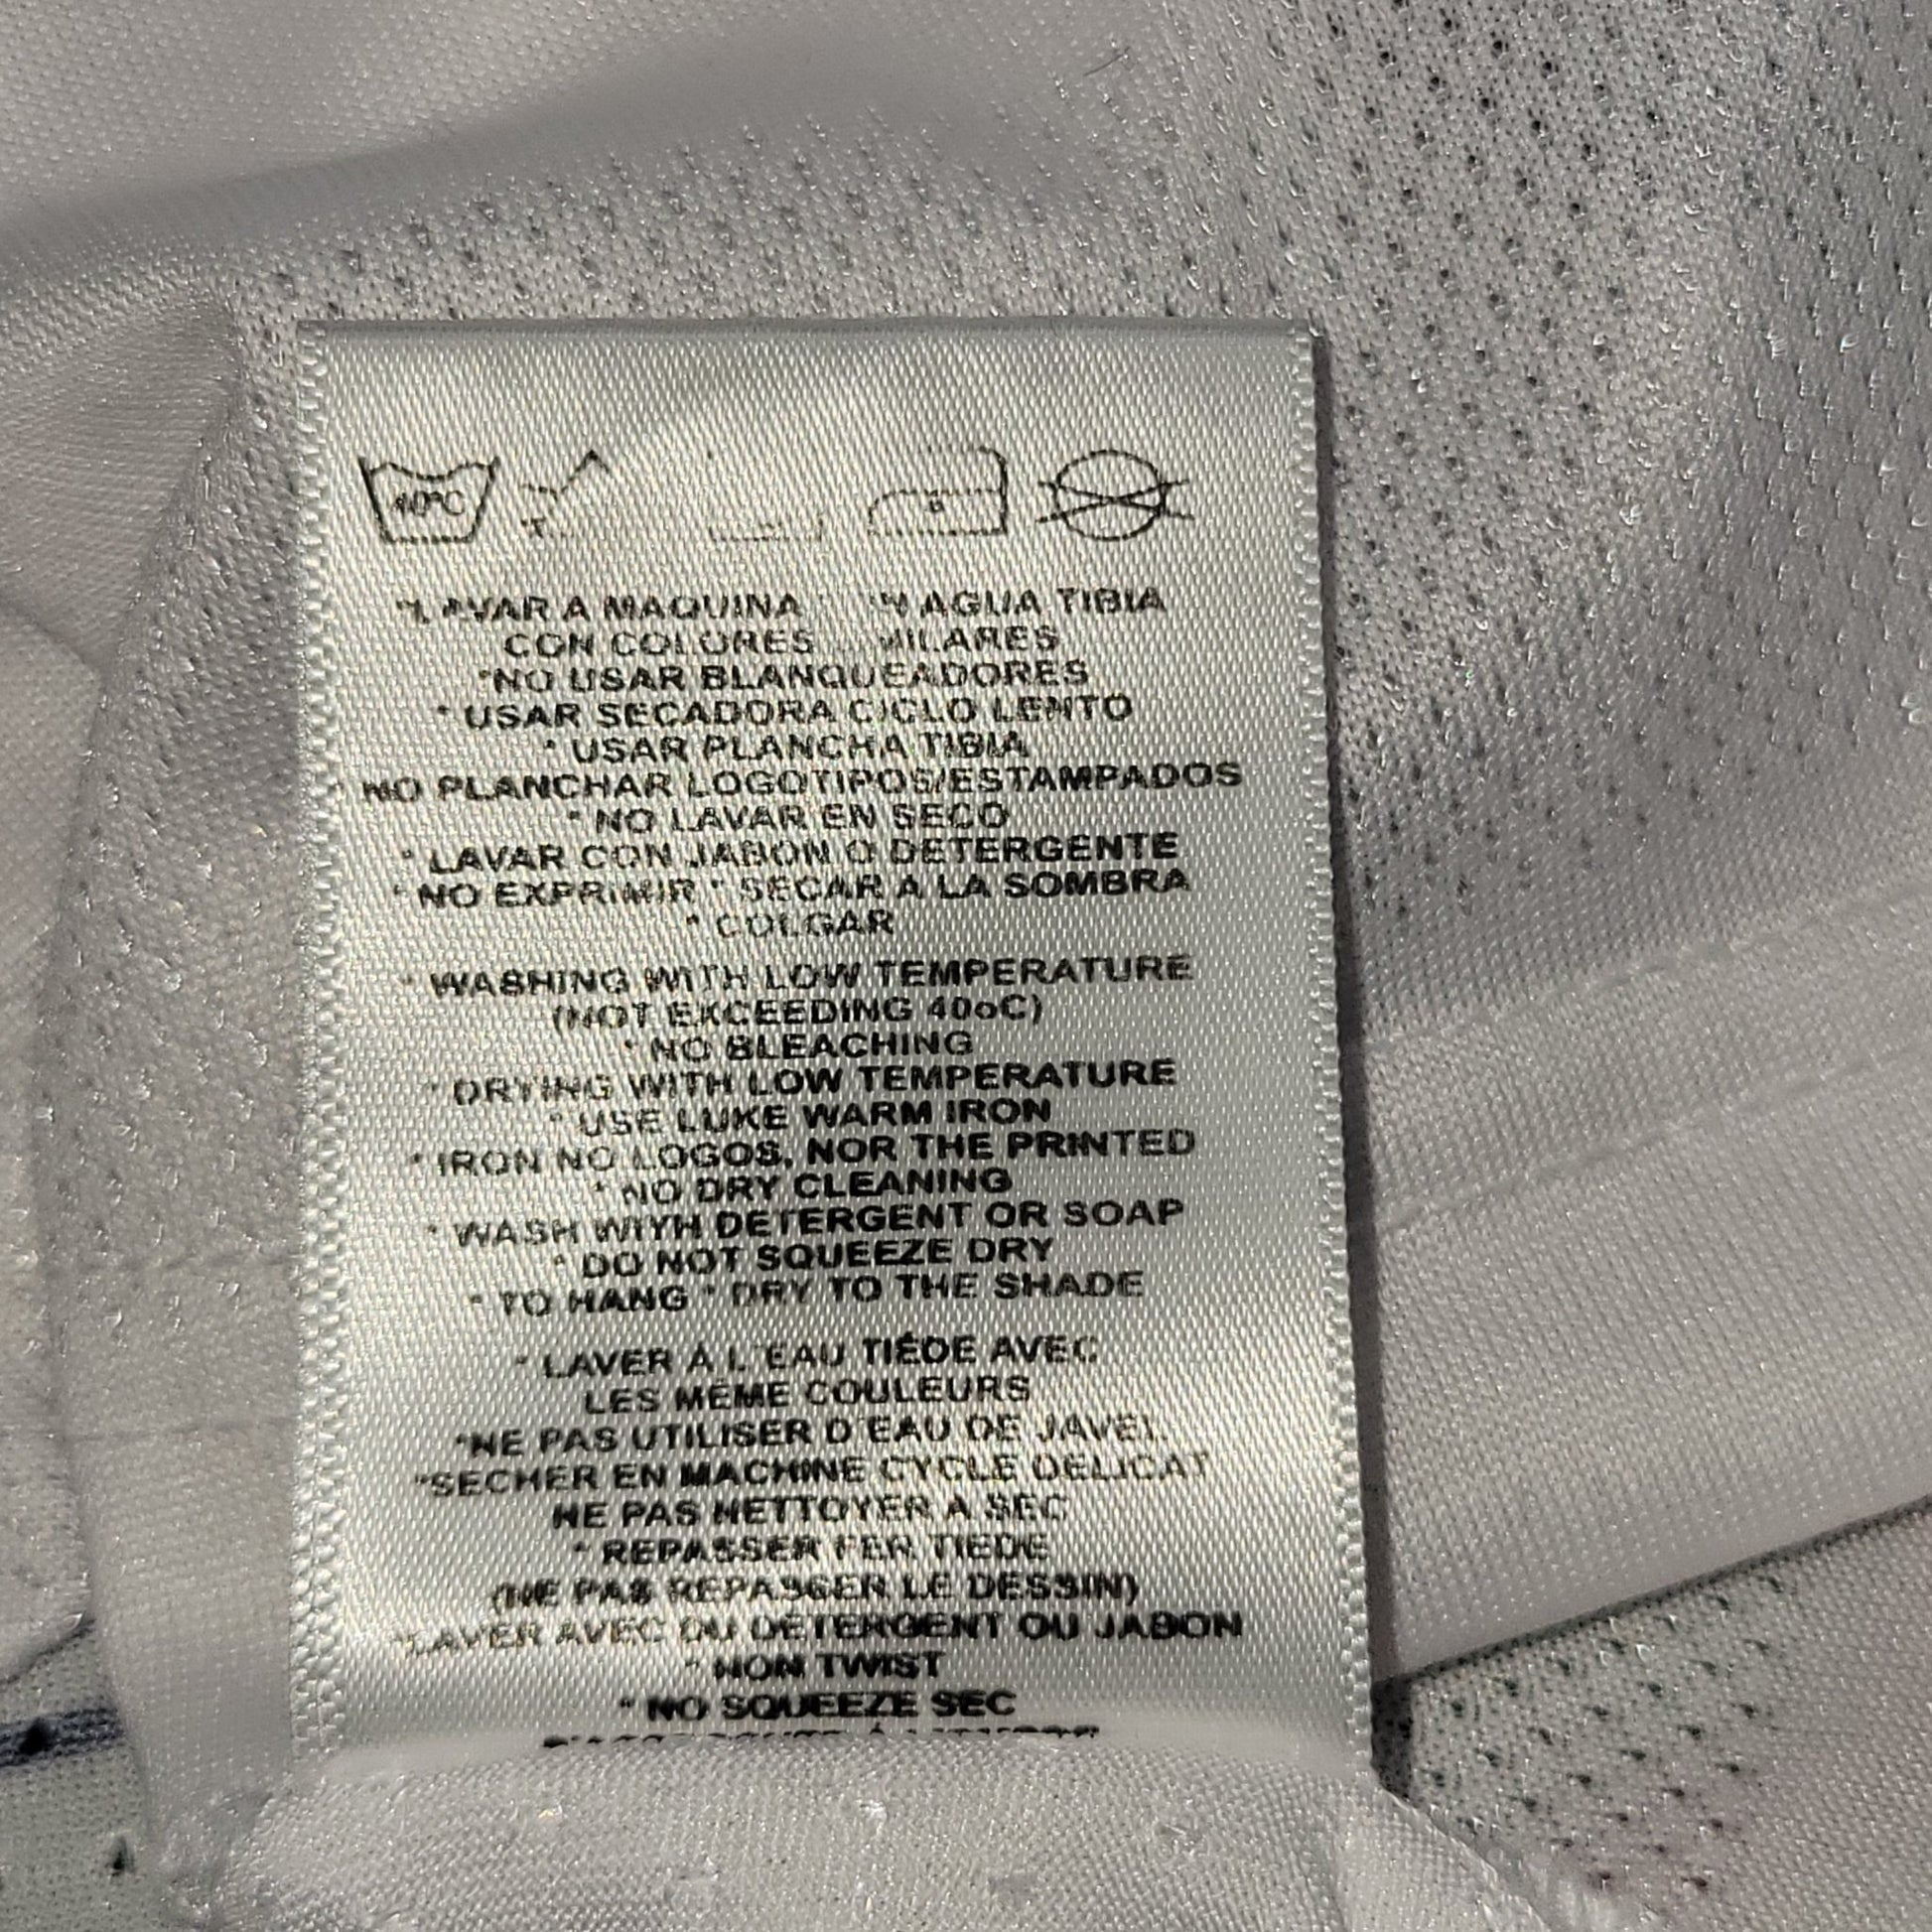 40°C
*LAVAR A MAQUINA AGUA TIBIA
CON COLORES
*NO USAR BLANQUEADORES
* USAR SECADORA CICLO LENTO
* USAR PLANCHA TIBIA
NO PLANCHAR LOGOTIPOS/ESTAMPADOS
* NO LAVAR EN SECO
* LAVAR CON JABON O DETERGENTE
* NO EXPRIMIR * SECAR A LA SOMBRA
* COLGAR
* WASHING WITH LOW TEMPERATURE
(NOT EXCEEDING 40oC)
* NO BLEACHING
* DRYING WITH LOW TEMPERATURE
* USE LUKE WARM IRON
* IRON NO LOGOS, NOR THE PRINTED
* NO DRY CLEANING
* WASH WIYH DETERGENT OR SOAP
* DO NOT SQUEEZE DRY
* TO HANG * DRY TO THE SHADE
* LAVER À L'EAU TIÉDE AVEC
LES MÊME COULEURS
*NE PAS UTILISER D'EAU DE JAVEL
*SECHER EN MACHINE CYCLE DELICAT
NE PAS NETTOYER A SEC
* REPASSER FER TIEDE
(NE PAS REPASSER LE DESSIN)
*LAVER AVEC DU DÉTERGENT OU JABON
* NON TWIST
* NO SQUEEZE SEC